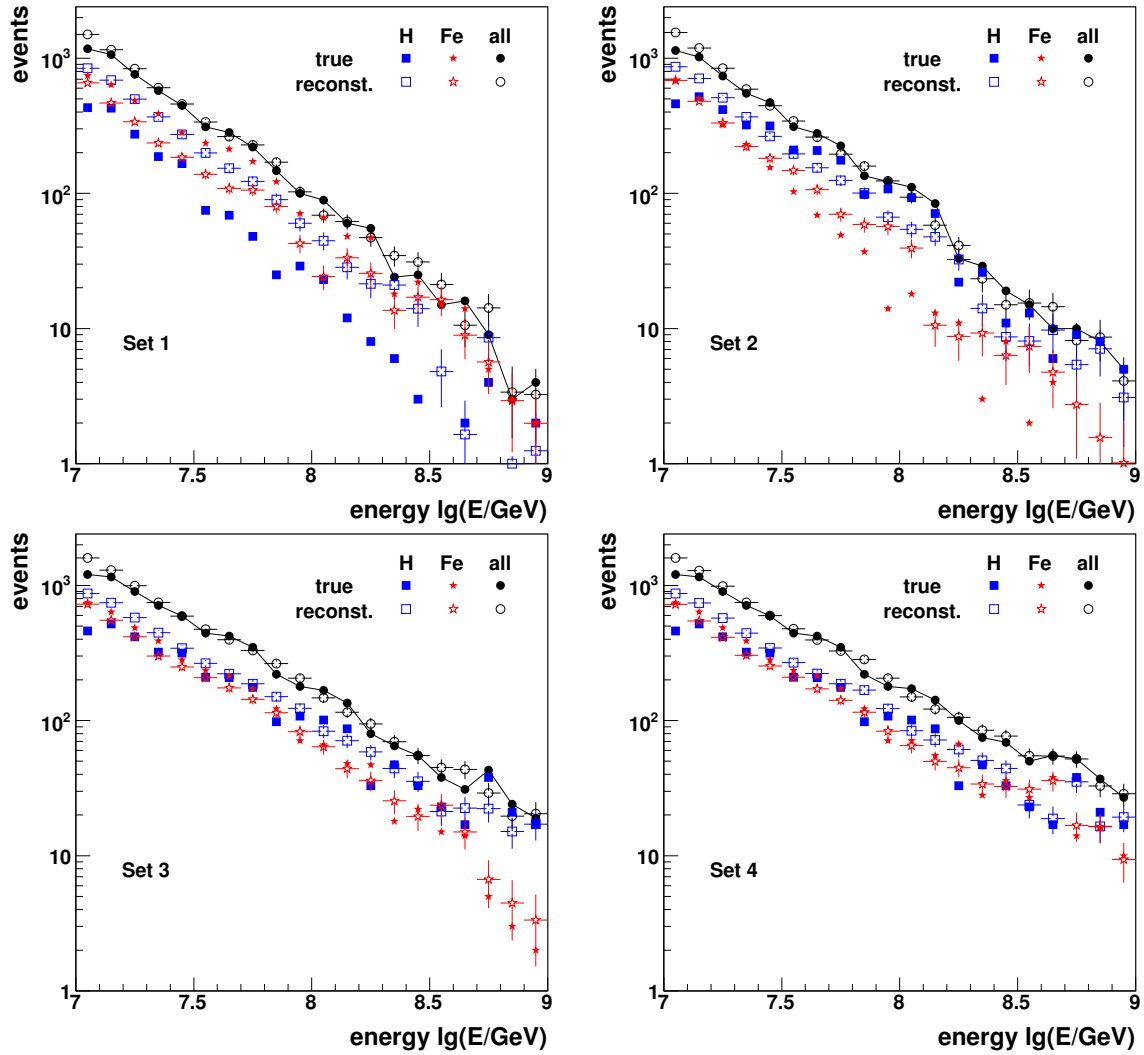 events
10³
10²
10
1
H Fe all
true
reconst.
Set 1
7 7.5 8 8.5 9
energy lg(E/GeV)
events
10³
10²
10
1
H Fe all
true
reconst.
Set 2
7 7.5 8 8.5 9
energy lg(E/GeV)
events
10³
10²
10
1
H Fe all
true
reconst.
Set 3
7 7.5 8 8.5 9
energy lg(E/GeV)
events
10³
10²
10
1
H Fe all
true
reconst.
Set 4
7 7.5 8 8.5 9
energy lg(E/GeV)